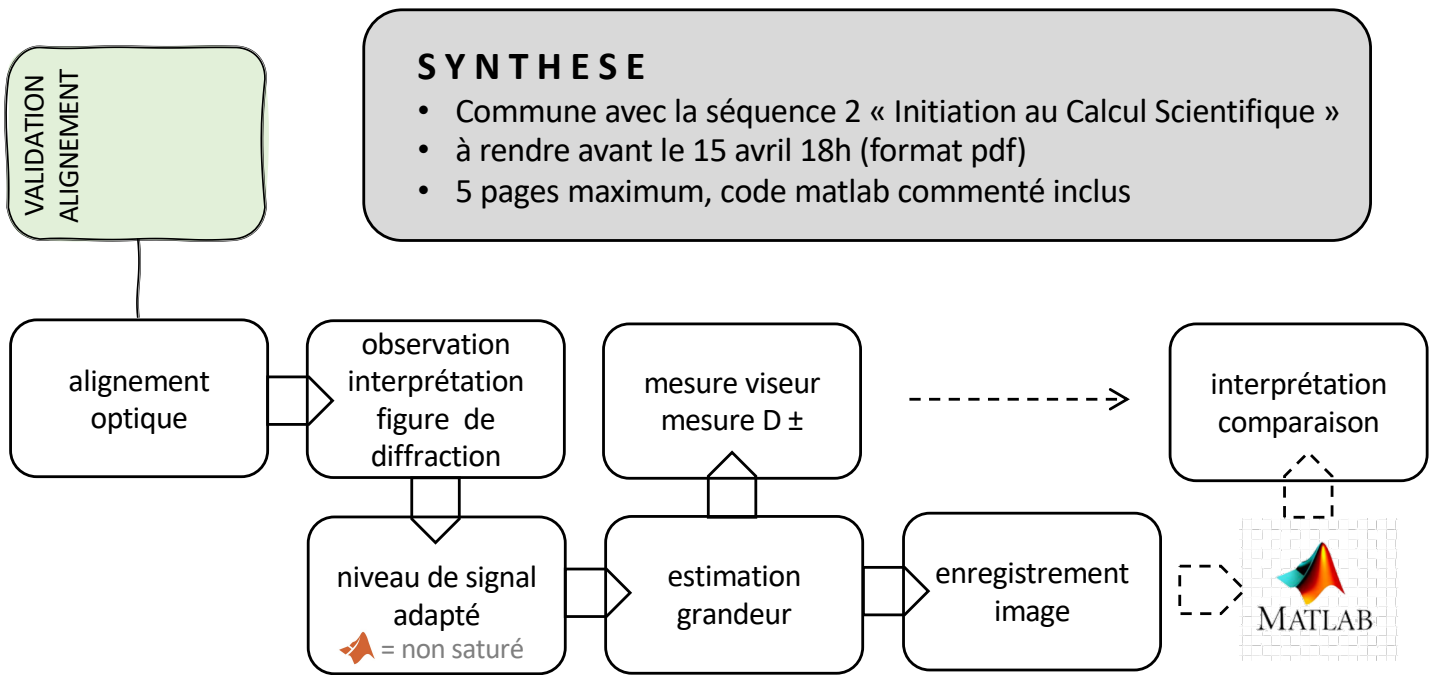 VALIDATION
ALIGNEMENT
SYNTHESE
• Commune avec la séquence 2 « Initiation au Calcul Scientifique »
• à rendre avant le 15 avril 18h (format pdf)
• 5 pages maximum, code matlab commenté inclus
alignement
optique
observation
interprétation
figure de
diffraction
mesure viseur
mesure D ±
interprétation
comparaison
niveau de signal
adapté
= non saturé
estimation
grandeur
enregistrement
image
MATLAB